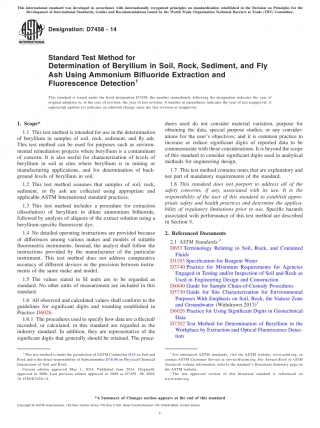 This international standard was developed in accordance with internationally recognized principles on standardization established in the Decision on Principles for the
Development of International Standards, Guides and Recommendations issued by the World Trade Organization Technical Barriers to Trade (TBT) Committee.
Designation: D7458 − 14
Standard Test Method for
Determination of Beryllium in Soil, Rock, Sediment, and Fly
Ash Using Ammonium Bifluoride Extraction and
Fluorescence Detection1
This standard is issued under the fixed designation D7458; the number immediately following the designation indicates the year of
original adoption or, in the case of revision, the year of last revision. A number in parentheses indicates the year of last reapproval. A
superscript epsilon (ε) indicates an editorial change since the last revision or reapproval.
1. Scope*
1.1 This test method is intended for use in the determination
of beryllium in samples of soil, rock, sediment, and fly ash.
This test method can be used for purposes such as environ-
mental remediation projects where beryllium is a contaminant
of concern. It is also useful for characterization of levels of
beryllium in soil at sites where beryllium is in mining or
manufacturing applications, and for determination of back-
ground levels of beryllium in soil.
1.2 This test method assumes that samples of soil, rock,
sediment, or fly ash are collected using appropriate and
applicable ASTM International standard practices.
1.3 This test method includes a procedure for extraction
(dissolution) of beryllium in dilute ammonium bifluoride,
followed by analysis of aliquots of the extract solution using a
beryllium-specific fluorescent dye.
1.4 No detailed operating instructions are provided because
of differences among various makes and models of suitable
fluorometric instruments. Instead, the analyst shall follow the
instructions provided by the manufacturer of the particular
instrument. This test method does not address comparative
accuracy of different devices or the precision between instru-
ments of the same make and model.
1.5 The values stated in SI units are to be regarded as
standard. No other units of measurement are included in this
standard.
1.6 All observed and calculated values shall conform to the
guidelines for significant digits and rounding established in
Practice D6026.
1.6.1 The procedures used to specify how data are collected/
recorded, or calculated, in this standard are regarded as the
industry standard. In addition, they are representative of the
significant digits that generally should be retained. The proce-
dures used do not consider material variation, purpose for
obtaining the data, special purpose studies, or any consider-
ations for the user's objectives; and it is common practice to
increase or reduce significant digits of reported data to be
commensurate with these considerations. It is beyond the scope
of this standard to consider significant digits used in analytical
methods for engineering design.
1.7 This test method contains notes that are explanatory and
not part of mandatory requirements of the standard.
1.8 This standard does not purport to address all of the
safety concerns, if any, associated with its use. It is the
responsibility of the user of this standard to establish appro-
priate safety and health practices and determine the applica-
bility of regulatory limitations prior to use. Specific hazards
associated with performance of this test method are described
in Section 9.
2. Referenced Documents
2.1 ASTM Standards:2
D653 Terminology Relating to Soil, Rock, and Contained
Fluids
D1193 Specification for Reagent Water
D3740 Practice for Minimum Requirements for Agencies
Engaged in Testing and/or Inspection of Soil and Rock as
Used in Engineering Design and Construction
D4840 Guide for Sample Chain-of-Custody Procedures
D5730 Guide for Site Characterization for Environmental
Purposes With Emphasis on Soil, Rock, the Vadose Zone
and Groundwater (Withdrawn 2013)3
D6026 Practice for Using Significant Digits in Geotechnical
Data
D7202 Test Method for Determination of Beryllium in the
Workplace by Extraction and Optical Fluorescence Detec-
tion
1 This test method is under the jurisdiction of ASTM Committee D18 on Soil and
Rock and is the direct responsibility of Subcommittee D18.06 on Physical-Chemical
Interactions of Soil and Rock.
Current edition approved May 1, 2014. Published June 2014. Originally
approved in 2008. Last previous edition approved in 2008 as D7458 – 08. DOI:
10.1520/D7458-14.
2 For referenced ASTM standards, visit the ASTM website, www.astm.org, or
contact ASTM Customer Service at service@astm.org. For Annual Book of ASTM
Standards volume information, refer to the standard's Document Summary page on
the ASTM website.
3 The last approved version of this historical standard is referenced on
www.astm.org.
*A Summary of Changes section appears at the end of this standard
Copyright © ASTM International, 100 Barr Harbor Drive, PO Box C700, West Conshohocken, PA 19428-2959. United States
1